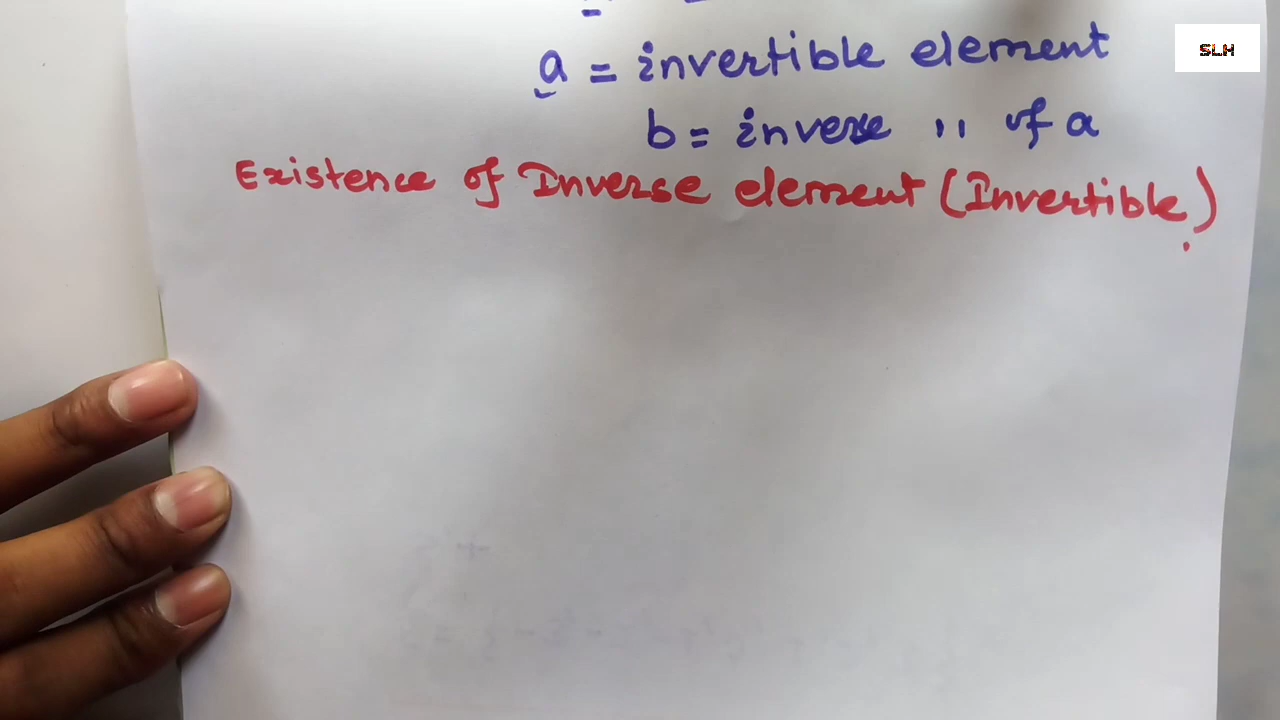 SLH
a = invertible element
b = inverse '' of a
Existence of Inverse element (Invertible)